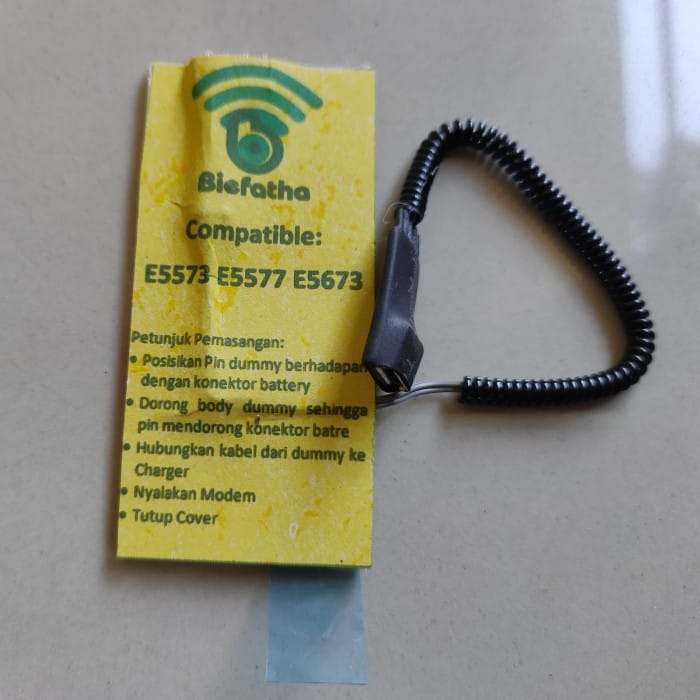 Biefatha
Compatible:
E5573 E5577 E5673
Petunjuk Pemasangan:
• Posisikan Pin dummy berhadapan
dengan konektor battery
• Dorong body dummy sehingga
pin mendorong konektor batre
• Hubungkan kabel dari dummy ke
Charger
• Nyalakan Modem
• Tutup Cover